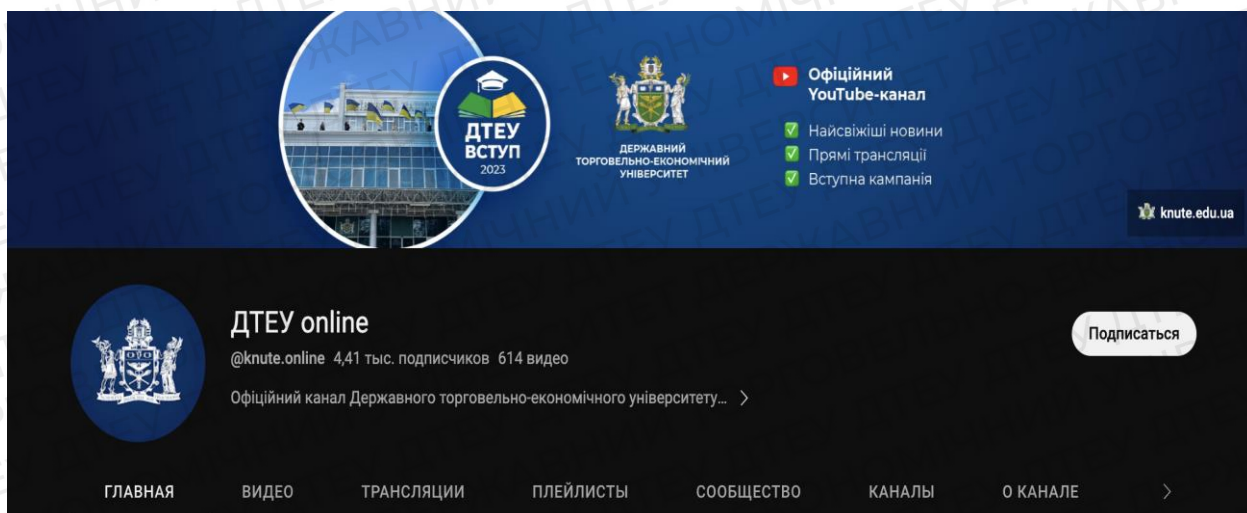 ДТЕУ
ВСТУП
2023
ДЕРЖАВНИЙ
ТОРГОВЕЛЬНО-ЕКОНОМІЧНИЙ
УНІВЕРСИТЕТ
Офіційний
YouTube-канал
Найсвіжіші новини
Прямі трансляції
Вступна кампанія
knute.edu.ua
ДТЕУ online
@knute.online 4,41 тыс. подписчиков 614 видео
Офіційний канал Державного торговельно-економічного універси­тету... >
Подписаться
ГЛАВНАЯ ВИДЕО ТРАНСЛЯЦИИ ПЛЕЙЛИСТЫ СООБЩЕСТВО КАНАЛЫ О КАНАЛЕ >